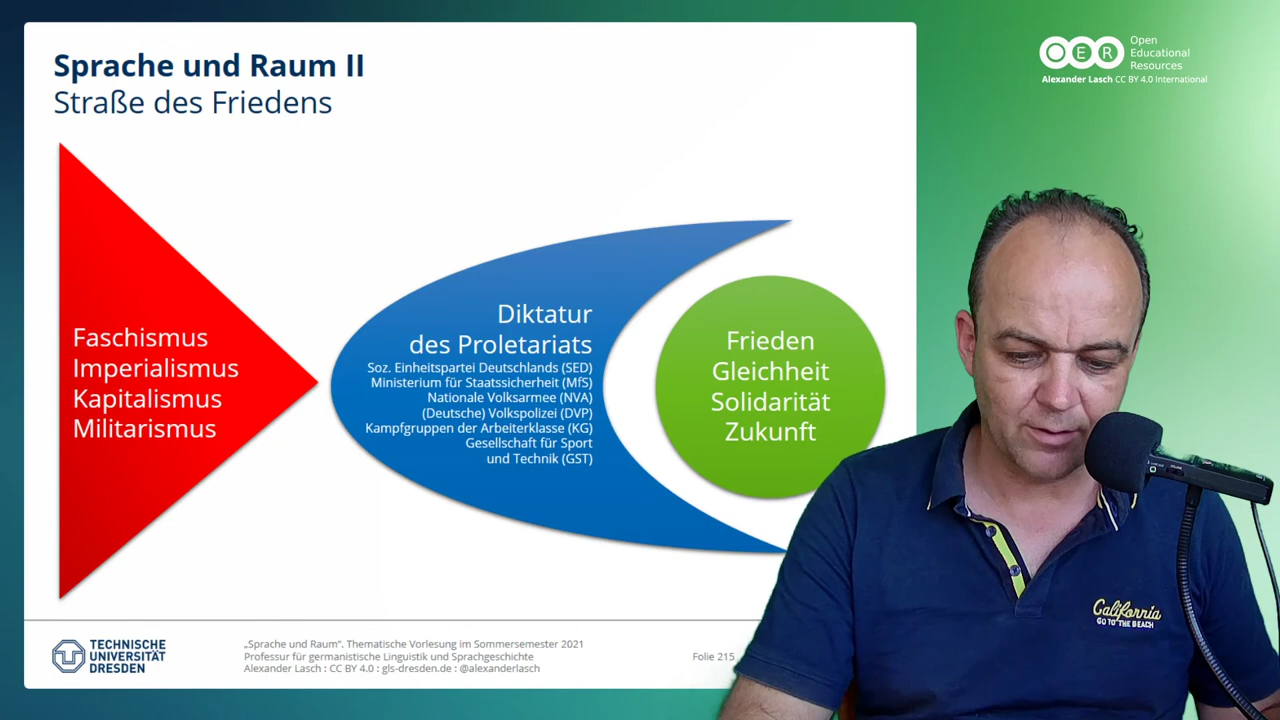 Sprache und Raum II
Straße des Friedens
Faschismus
Imperialismus
Kapitalismus
Militarismus
Diktatur
des Proletariats
Soz. Einheitspartei Deutschlands (SED)
Ministerium für Staatssicherheit (MfS)
Nationale Volksarmee (NVA)
(Deutsche) Volkspolizei (DVP)
Kampfgruppen der Arbeiterklasse (KG)
Gesellschaft für Sport
und Technik (GST)
Frieden
Gleichheit
Solidarität
Zukunft
OER
Open
Educational
Resources
Alexander Lasch CC BY 4.0 International
California
GO TO THE BEACH
TECHNISCHE
UNIVERSITÄT
DRESDEN
„Sprache und Raum“. Thematische Vorlesung im Sommersemester 2021
Professur für germanistische Linguistik und Sprachgeschichte
Alexander Lasch : CC BY 4.0 : gls-dresden.de : @alexanderlasch
Folie 215